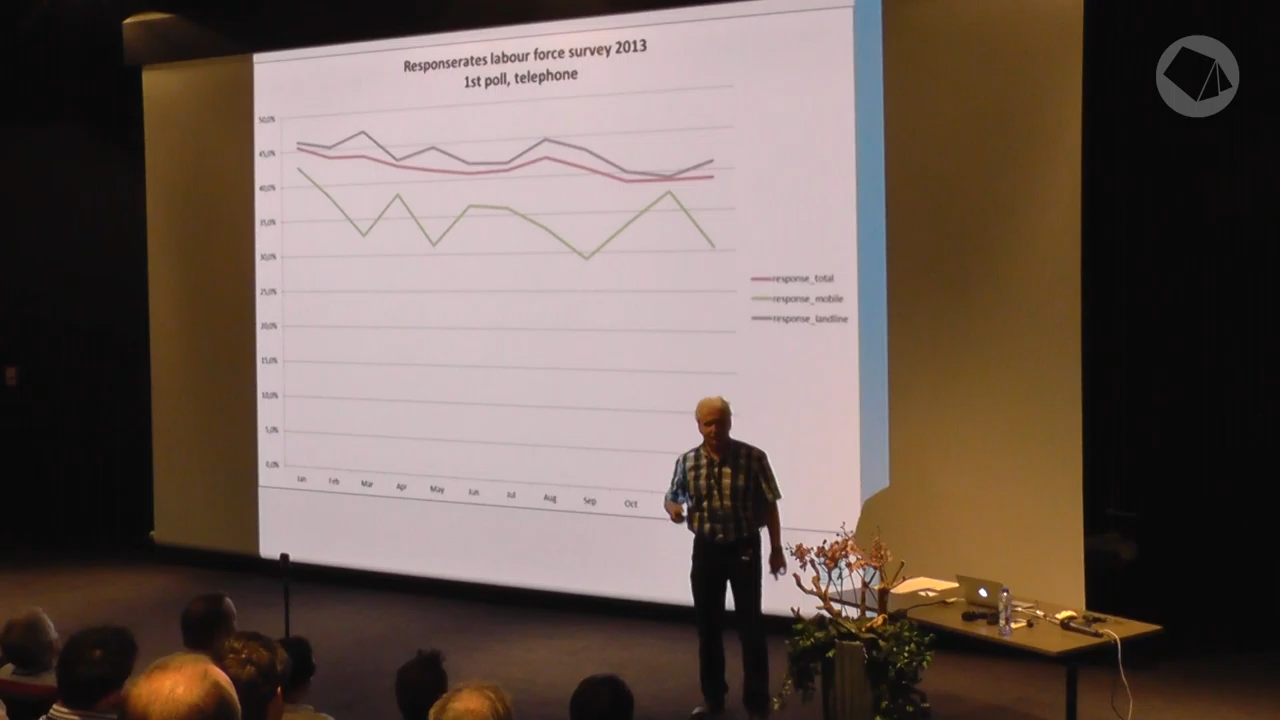 Responserates labour force survey 2013
1st poll, telephone
50,0%
45,0%
40,0%
35,0%
30,0%
25,0%
20,0%
15,0%
10,0%
5,0%
0,0%
Jan Feb Mar Apr May Jun Jul Aug Sep Oct
response_total
response_mobile
response_landline